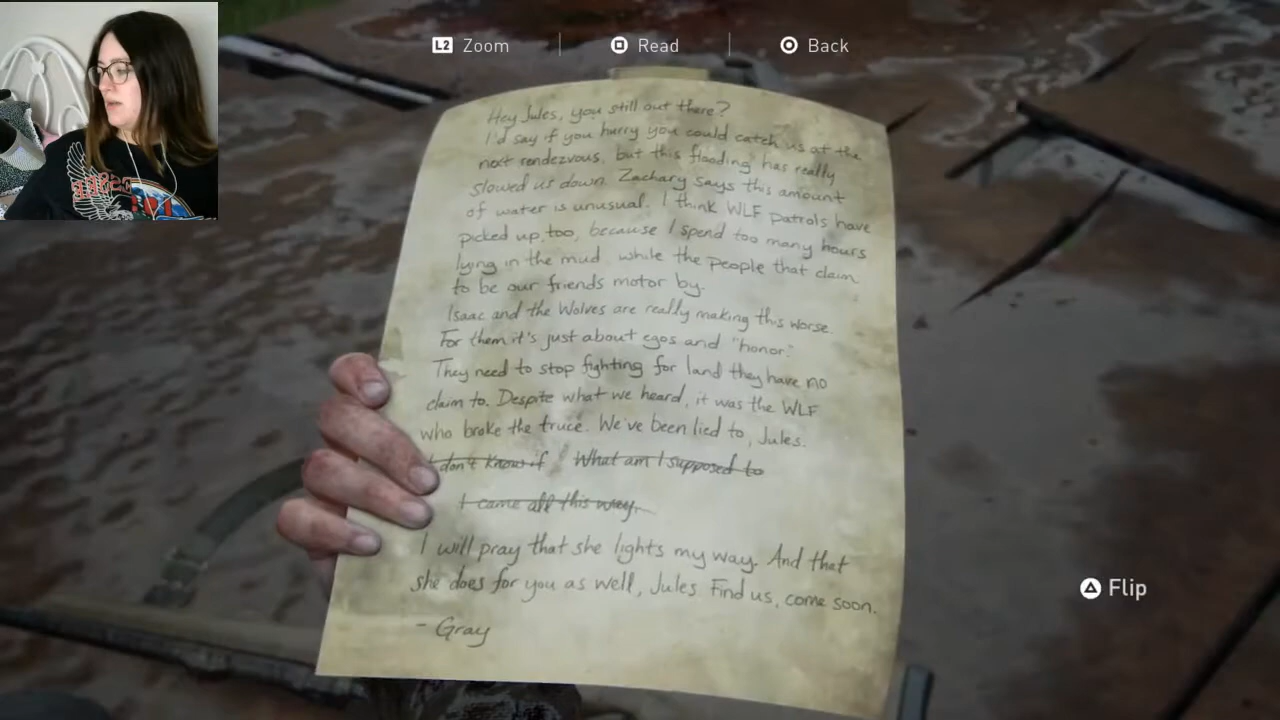 L2 Zoom
Read
Back
Hey Jules, you still out there?
I'd say if you hurry you could catch us at the
next rendezvous, but this flooding has really
slowed us down. Zachary says this amount
of water is unusual. I think WLF patrols have
picked up, too, because I spend too many hours
lying in the mud while the people that claim
to be our friends motor by.
Isaac and the Wolves are really making this worse.
For them it's just about egos and "honor."
They need to stop fighting for land they have no
claim to. Despite what we heard, it was the WLF
who broke the truce. We've been lied to, Jules.
I don't know if What am I supposed to
I came all this way.
I will pray that she lights my way. And that
she does for you as well, Jules. Find us, come soon.
- Gray
Flip